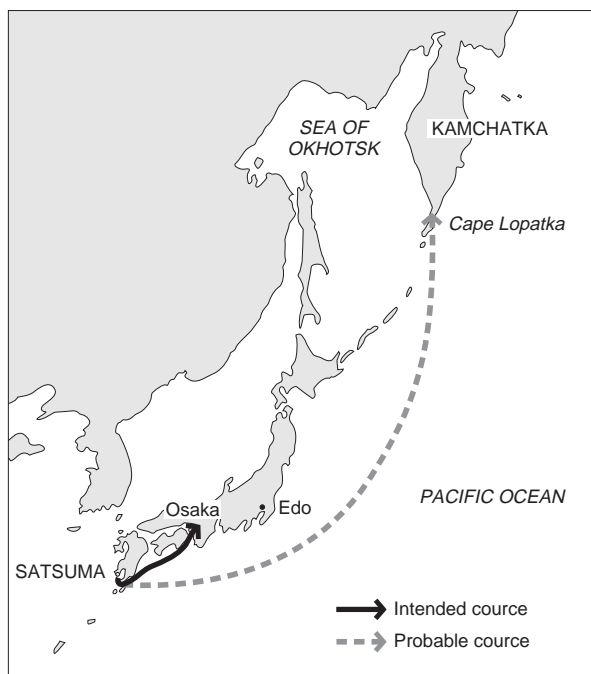 SEA OF
OKHOTSK
KAMCHATKA
Cape Lopatka
Osaka
Edo
PACIFIC OCEAN
SATSUMA
Intended cource
Probable cource